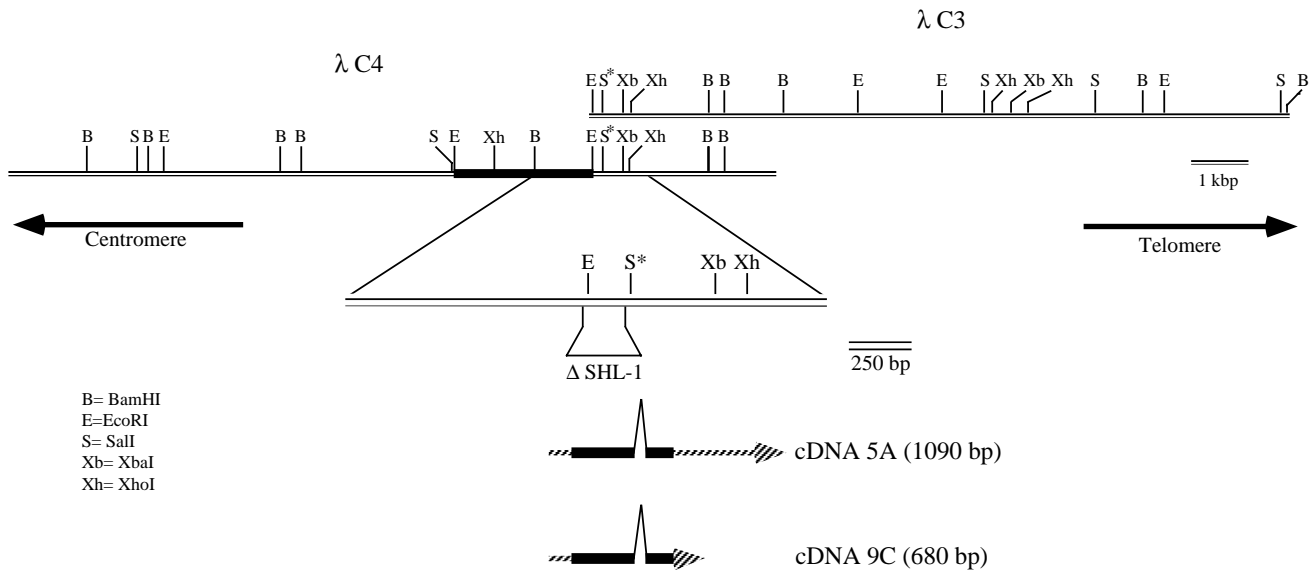 λ C3
λ C4
E S* Xb Xh B B B E E S Xh Xb Xh S B E S B
B S B E B B S E Xh B E S* Xb Xh B B
1 kbp
Centromere
Telomere
E S* Xb Xh
250 bp
Δ SHL-1
B= BamHI
E=EcoRI
S= SalI
Xb= XbaI
Xh= XhoI
cDNA 5A (1090 bp)
cDNA 9C (680 bp)